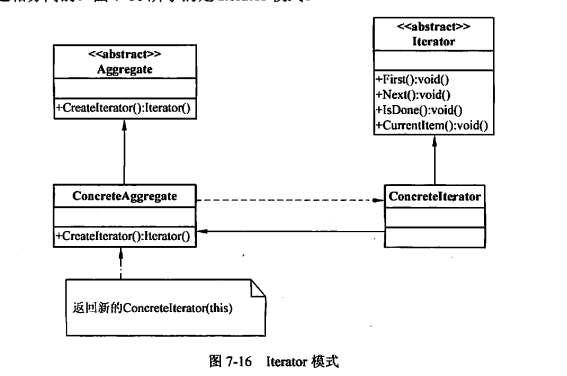 <<abstract>>
Iterator
+First():void()
+Next():void()
+IsDone():void()
+CurrentItem():void()
<<abstract>>
Aggregate
+CreateIterator():Iterator()
ConcreteAggregate
+CreateIterator():Iterator()
ConcreteIterator
返回新的ConcreteIterator(this)
图 7-16 Iterator 模式